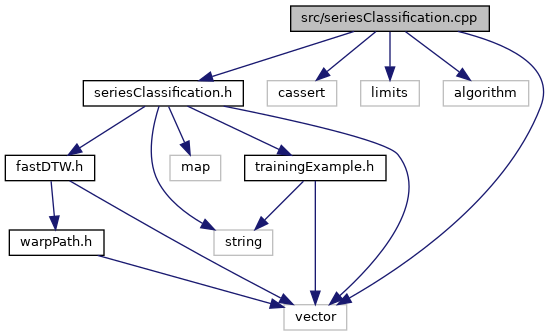 src/seriesClassification.cpp
seriesClassification.h
cassert
limits
algorithm
fastDTW.h
map
trainingExample.h
warpPath.h
string
vector